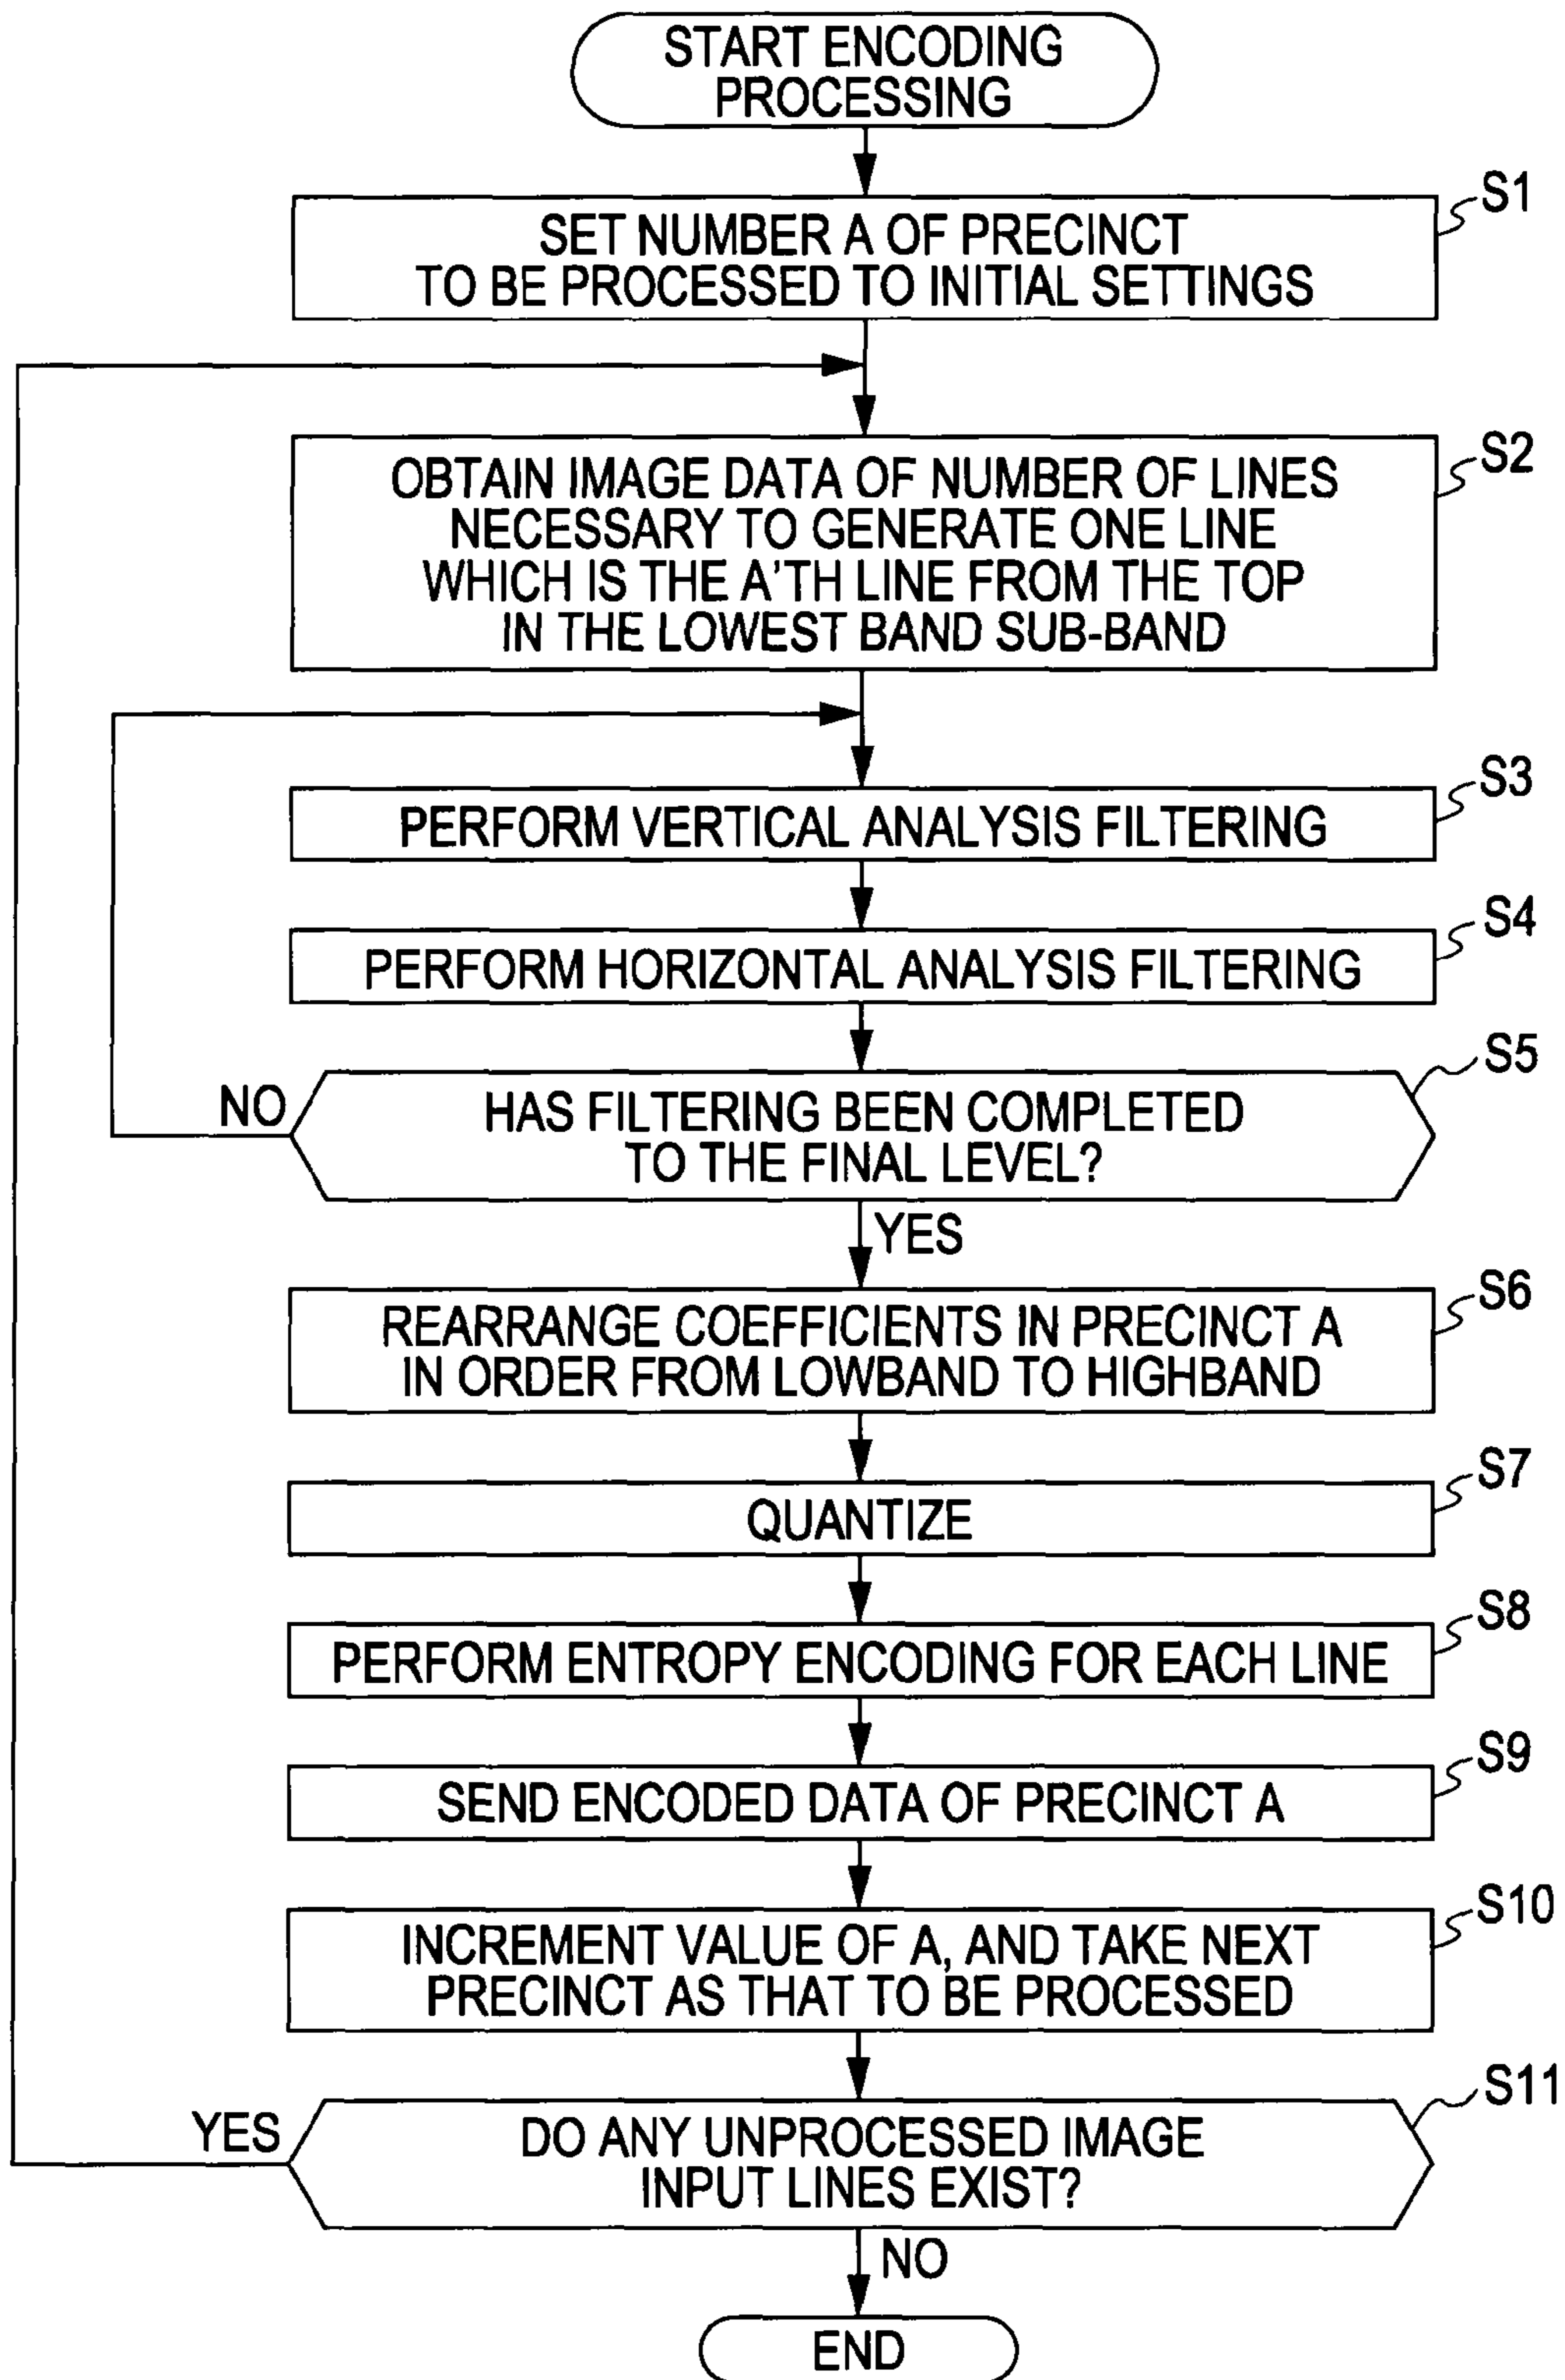 START ENCODING
PROCESSING
S1
SET NUMBER A OF PRECINCT
TO BE PROCESSED TO INITIAL SETTINGS
S2
OBTAIN IMAGE DATA OF NUMBER OF LINES
NECESSARY TO GENERATE ONE LINE
WHICH IS THE A'TH LINE FROM THE TOP
IN THE LOWEST BAND SUB-BAND
S3
PERFORM VERTICAL ANALYSIS FILTERING
S4
PERFORM HORIZONTAL ANALYSIS FILTERING
S5
NO
HAS FILTERING BEEN COMPLETED
TO THE FINAL LEVEL?
YES
S6
REARRANGE COEFFICIENTS IN PRECINCT A
IN ORDER FROM LOWBAND TO HIGHBAND
S7
QUANTIZE
S8
PERFORM ENTROPY ENCODING FOR EACH LINE
S9
SEND ENCODED DATA OF PRECINCT A
S10
INCREMENT VALUE OF A, AND TAKE NEXT
PRECINCT AS THAT TO BE PROCESSED
S11
YES
DO ANY UNPROCESSED IMAGE
INPUT LINES EXIST?
NO
END